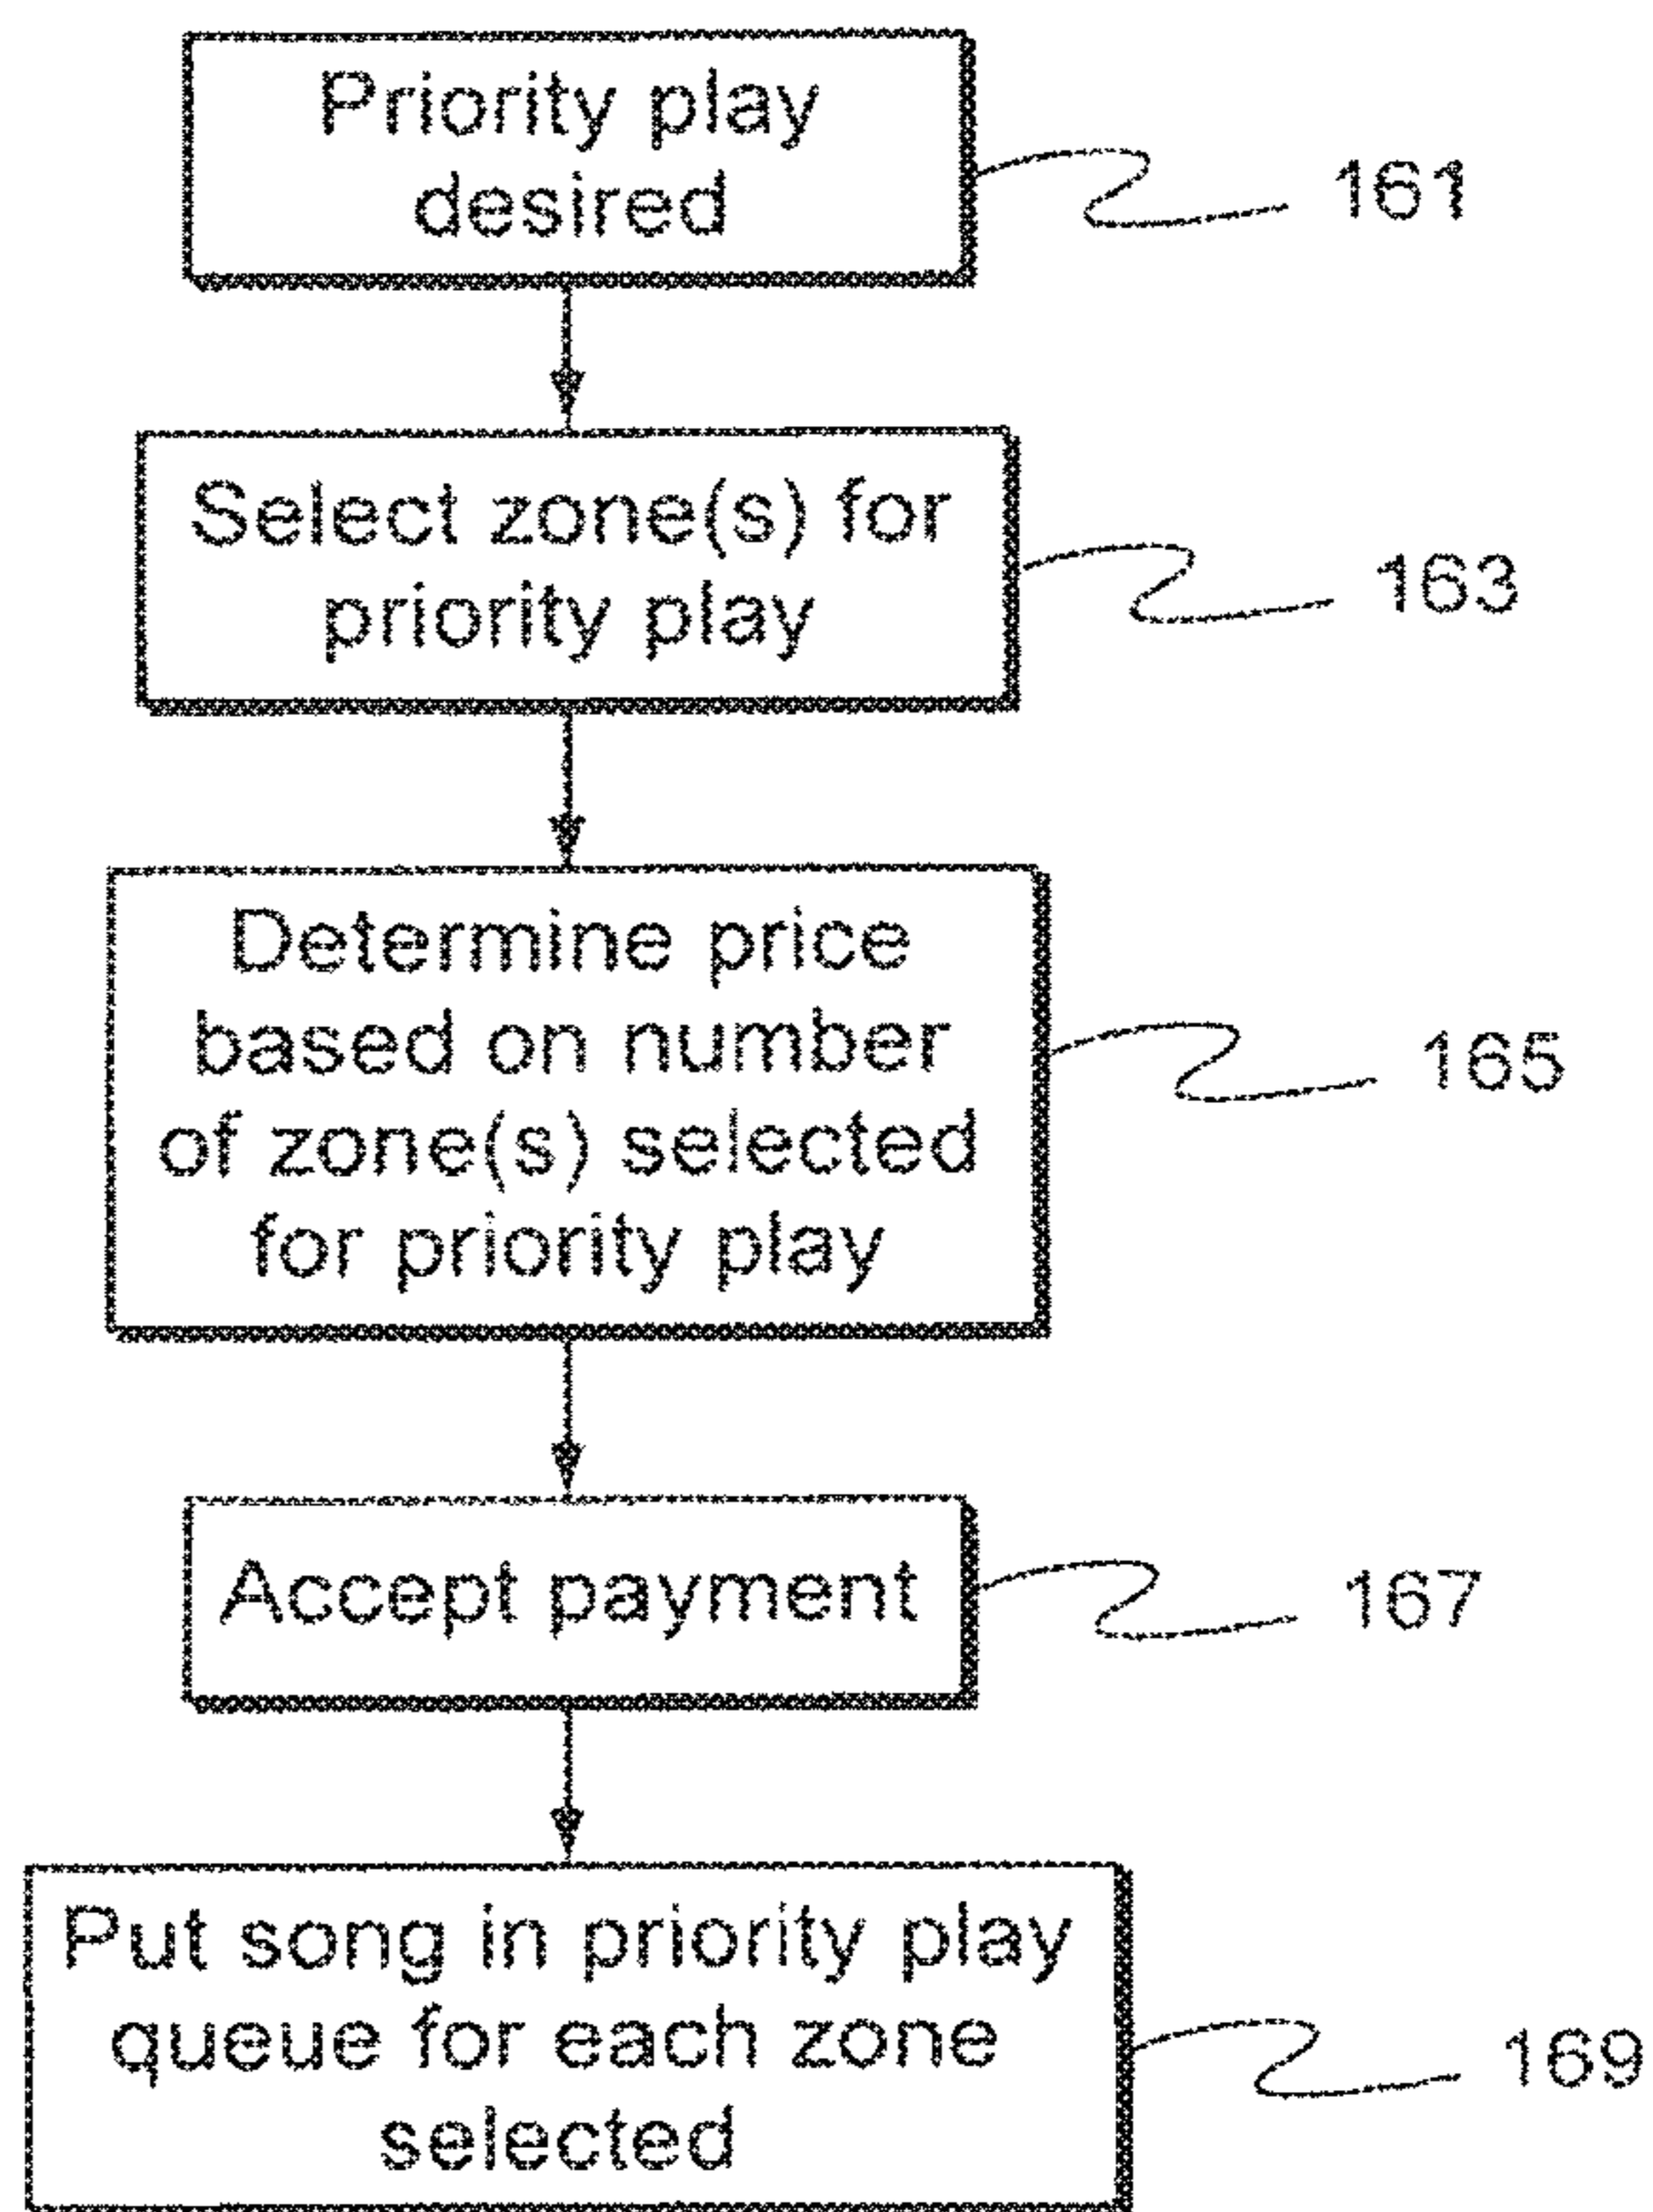 Priority play
desired
161
Select zone(s) for
priority play
163
Determine price
based on number
of zone(s) selected
for priority play
165
Accept payment
167
Put song in priority play
queue for each zone
selected
169